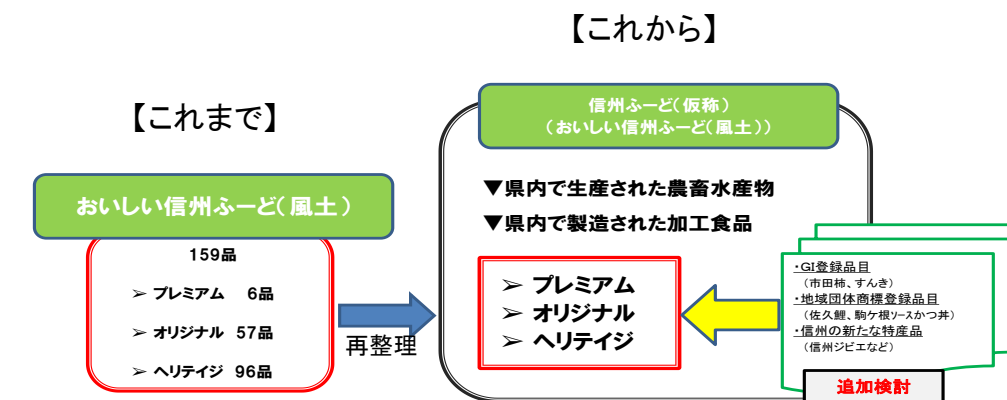 【これから】
【これまで】
信州ふーど(仮称)
(おいしい信州ふーど(風土))
▼県内で生産された農畜水産物
▼県内で製造された加工食品
➢ プレミアム
➢ オリジナル
➢ ヘリテイジ
おいしい信州ふーど(風土)
159品
➢ プレミアム 6品
➢ オリジナル 57品
➢ ヘリテイジ 96品
再整理
・GI登録品目
(市田柿、すんき)
・地域団体商標登録品目
(佐久鯉、駒ケ根ソースかつ丼)
・信州の新たな特産品
(信州ジビエなど)
追加検討